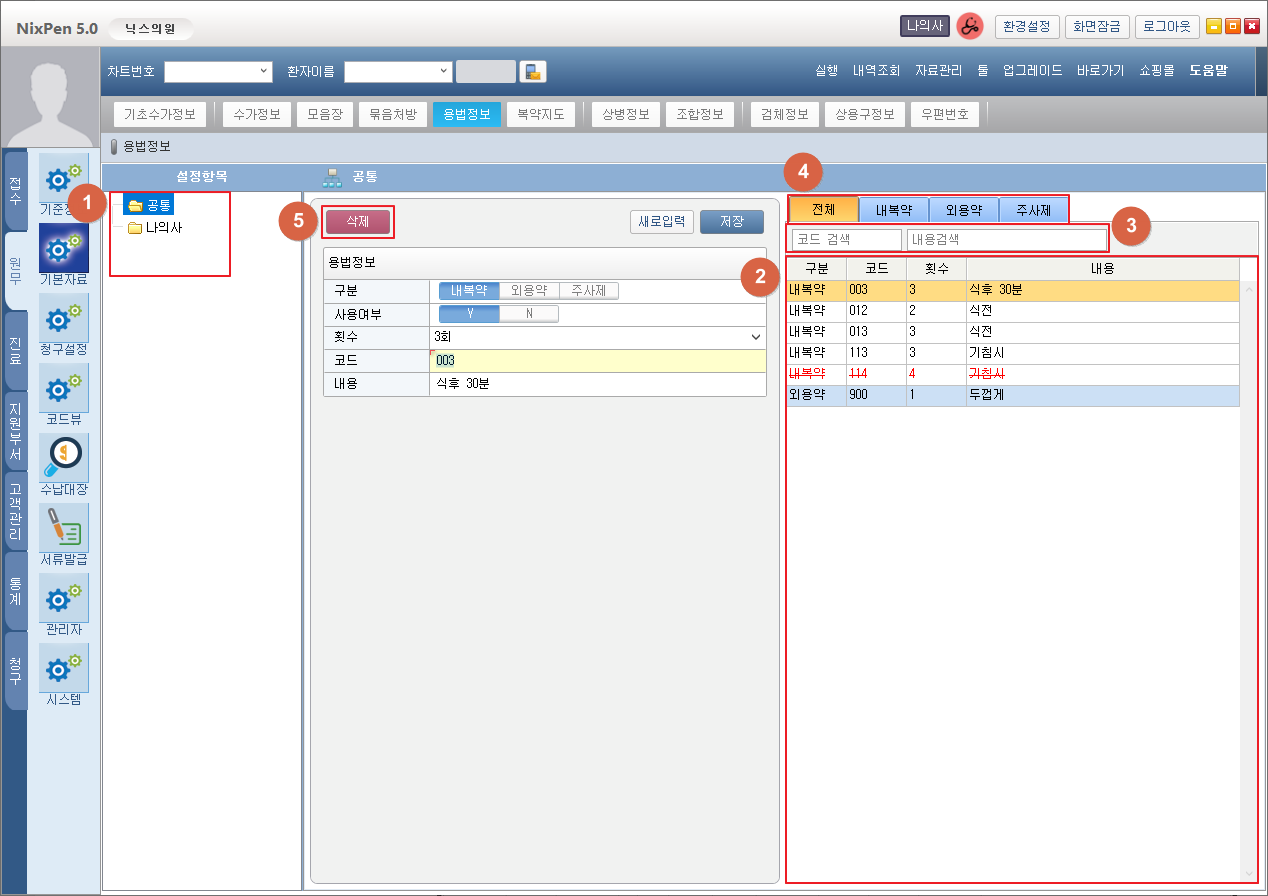 NixPen 5.0 닉스의원 나의사 환경설정 화면잠금 로그아웃
차트번호 환자이름 실행 내역조회 자료관리 툴 업그레이드 바로가기 쇼핑몰 도움말
기초수가정보 수가정보 모음장 묶음처방 용법정보 복약지도 상병정보 조합정보 검체정보 상용구정보 우편번호
용법정보
설정항목 공통
접수
원무
진료
지원부서
고객관리
통계
청구
기준정
기본자료
청구설정
코드뷰
수납대장
서류발급
관리자
시스템
1
공통
나의사
5
삭제 새로입력 저장
용법정보
2
구분 내복약 외용약 주사제
사용여부 Y N
횟수 3회
코드 003
내용 식후 30분
4
전체 내복약 외용약 주사제
3
코드 검색 내용검색
구분 코드 횟수 내용
내복약 003 3 식후 30분
내복약 012 2 식전
내복약 013 3 식전
내복약 113 3 기침시
내복약 114 4 기침시
외용약 900 1 두껍게